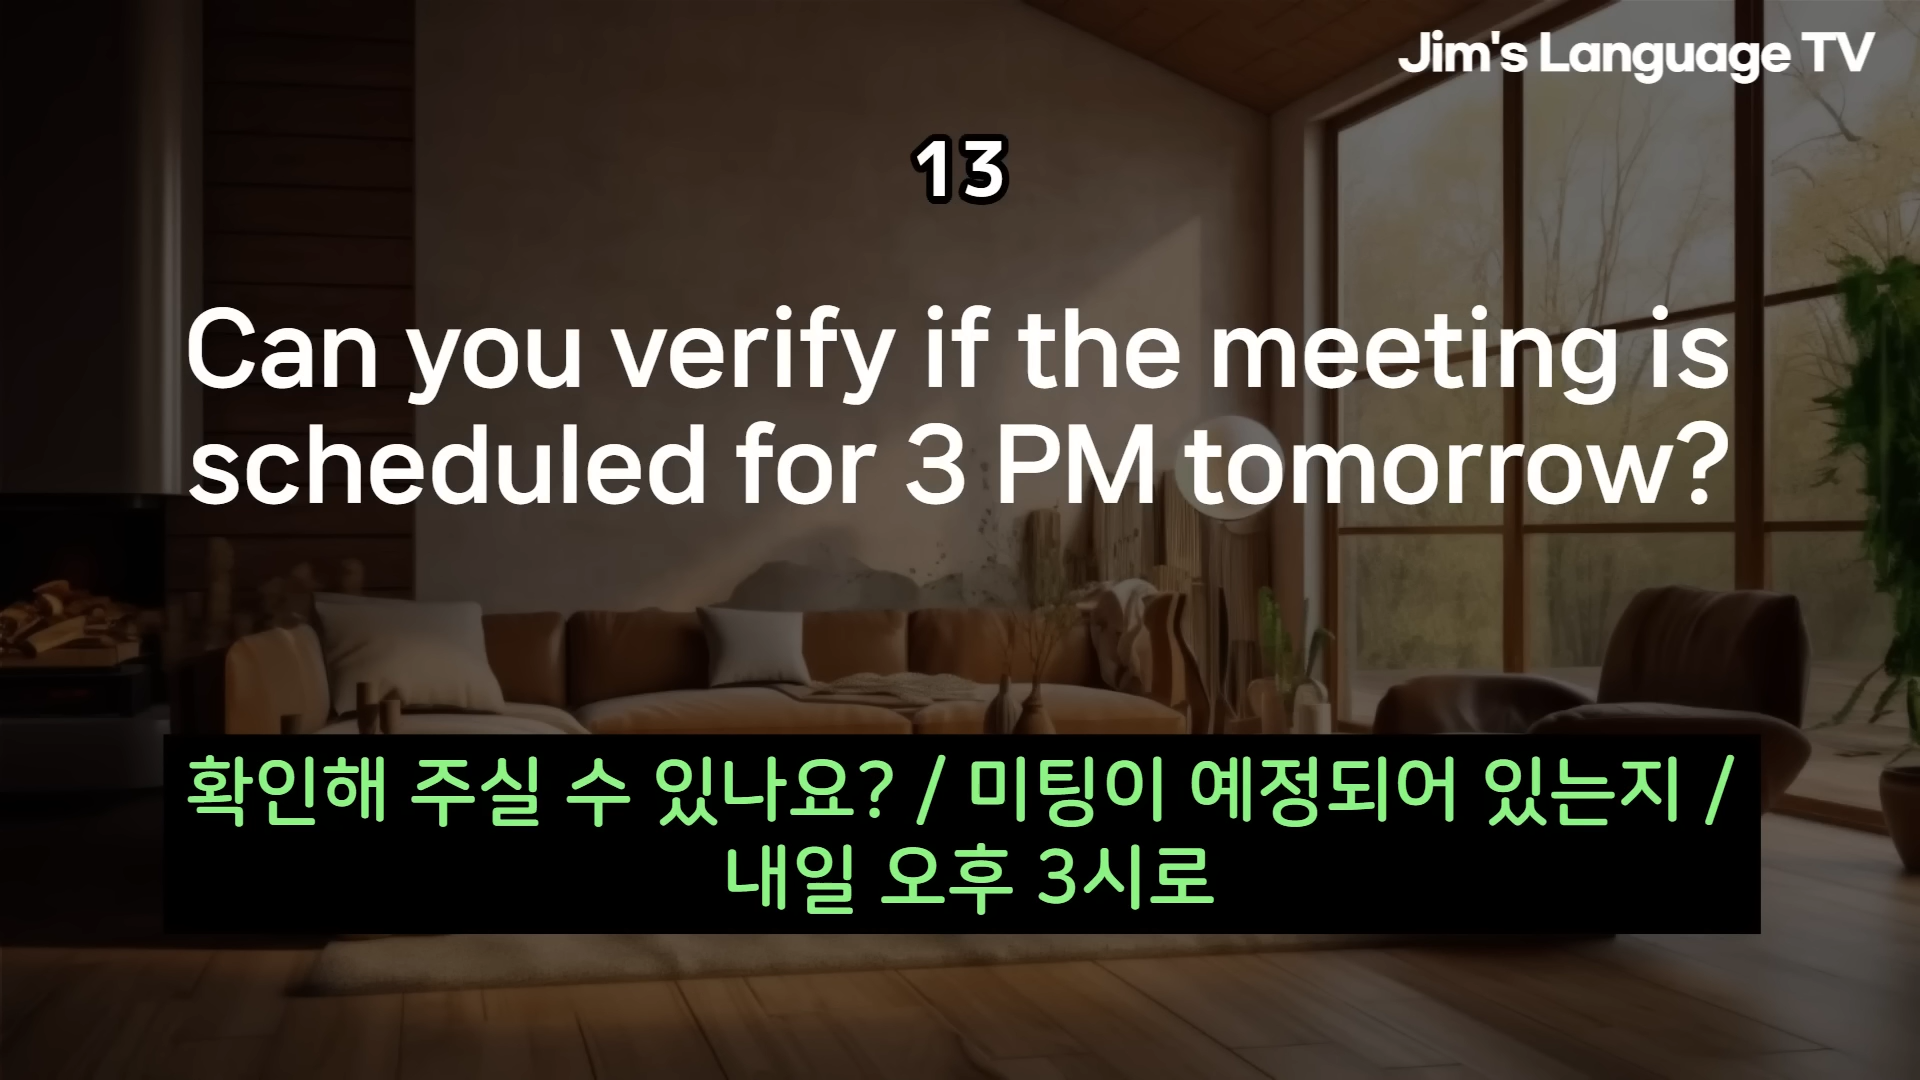 Jim's Language TV
13
Can you verify if the meeting is
scheduled for 3 PM tomorrow?
확인해 주실 수 있나요? / 미팅이 예정되어 있는지 /
내일 오후 3시로